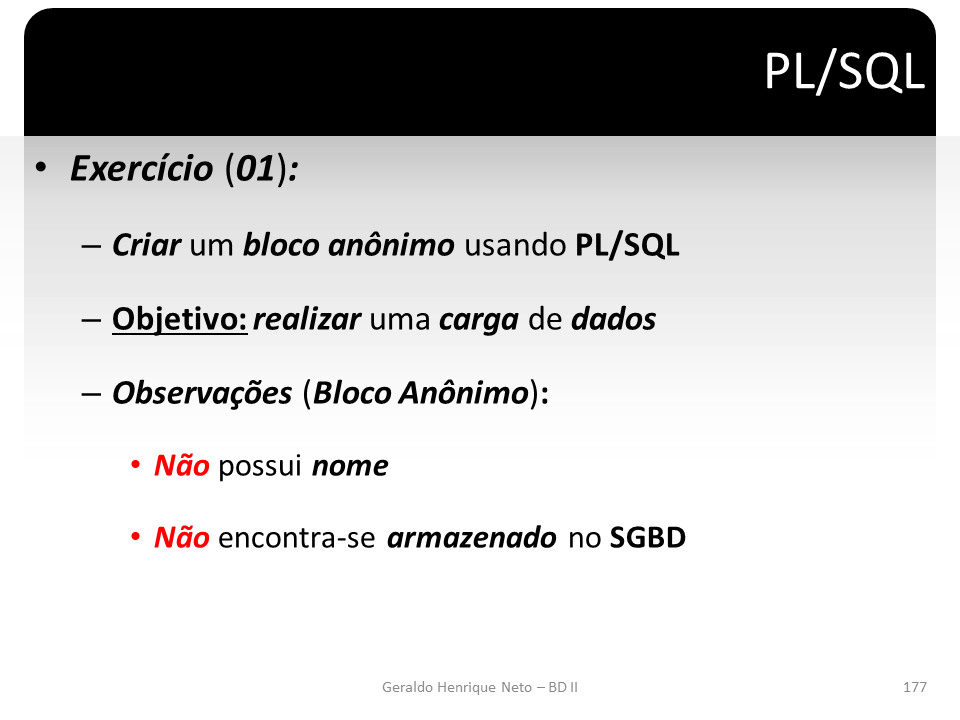 PL/SQL
• Exercício (01):
– Criar um bloco anônimo usando PL/SQL
– Objetivo: realizar uma carga de dados
– Observações (Bloco Anônimo):
• Não possui nome
• Não encontra-se armazenado no SGBD
Geraldo Henrique Neto – BD II
177